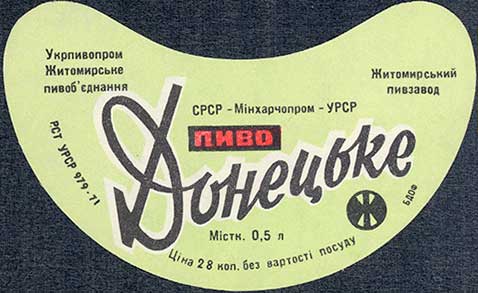 Укрпивопром
Житомирське
пивоб'єднання
Житомирський
пивзавод
СРСР - Мінхарчопром - УРСР
ПИВО
Донецьке
РСТ УРСР 979-71
Містк. 0,5 л
Ціна 28 коп. без вартості посуду
Ж
БДОФ